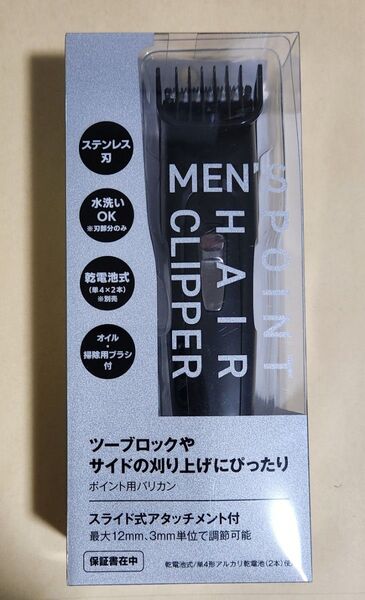 ステンレス
刃
水洗い
OK
※刃部分のみ
乾電池式
(単4×2本)
※別売
オイル・
掃除用ブラシ
付
MEN'S POINT
HAIR
CLIPPER
ツーブロックや
サイドの刈り上げにぴったり
ポイント用バリカン
スライド式アタッチメント付
最大12mm、3mm単位で調節可能
保証書在中
乾電池式/単4形アルカリ乾電池(2本)使